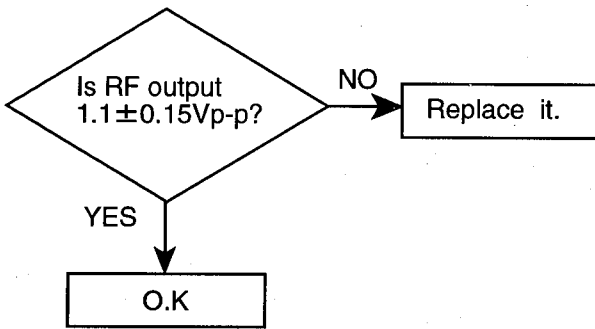 Is RF output
1.1±0.15Vp-p?
NO
Replace it.
YES
O.K